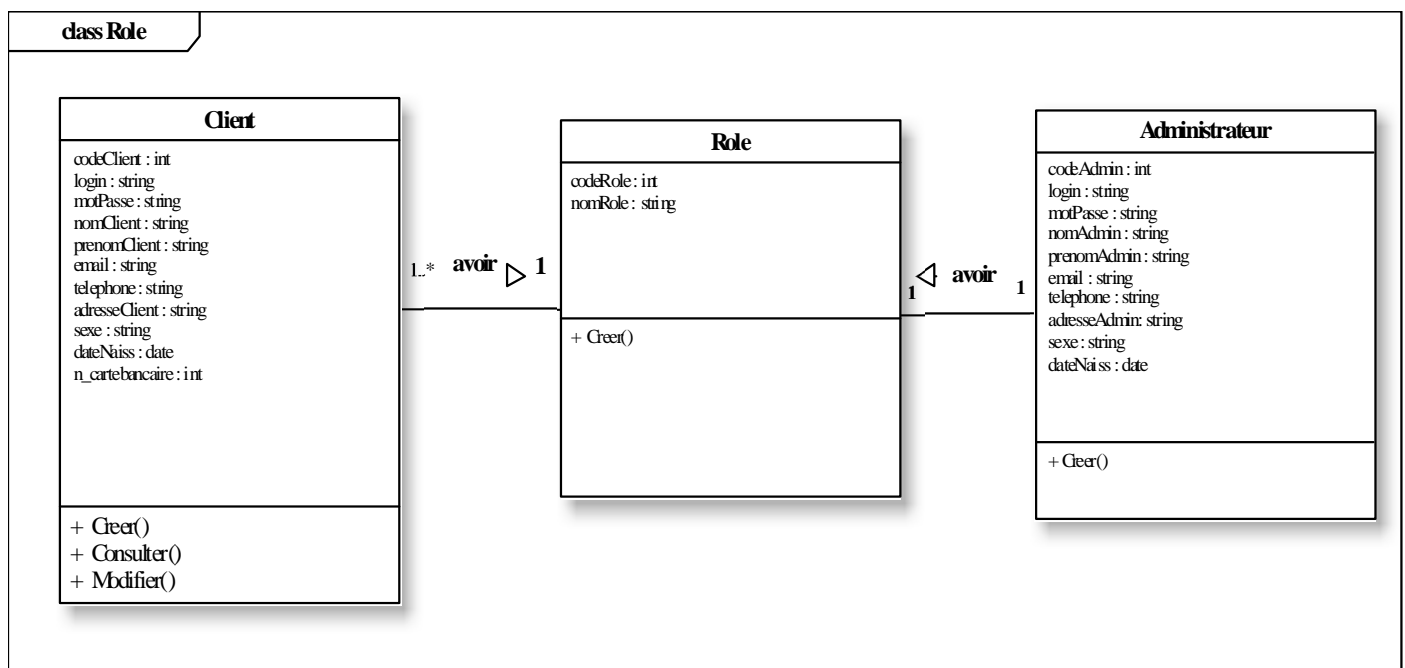 class Role
Client
codeClient : int
login : string
motPasse : string
nomClient : string
prenomClient : string
email : string
telephone : string
adresseClient : string
sexe : string
dateNaiss : date
n_cartebancaire : int
+ Creer()
+ Consulter()
+ Modifier()
1..* avoir 1
Role
codeRole : int
nomRole : string
+ Creer()
1 avoir 1
Administrateur
codeAdmin : int
login : string
motPasse : string
nomAdmin : string
prenomAdmin : string
email : string
telephone : string
adresseAdmin: string
sexe : string
dateNaiss : date
+ Creer()